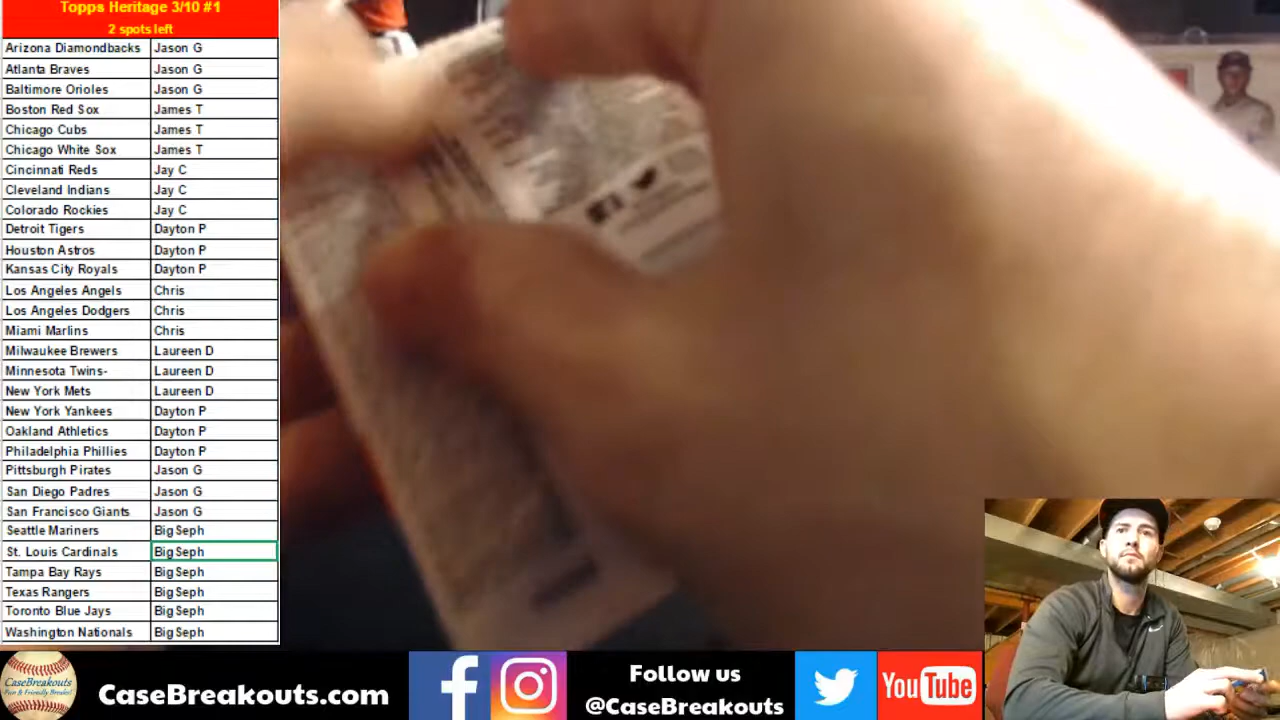 Topps Heritage 3/10 #1
2 spots left
Arizona Diamondbacks Jason G
Atlanta Braves Jason G
Baltimore Orioles Jason G
Boston Red Sox James T
Chicago Cubs James T
Chicago White Sox James T
Cincinnati Reds Jay C
Cleveland Indians Jay C
Colorado Rockies Jay C
Detroit Tigers Dayton P
Houston Astros Dayton P
Kansas City Royals Dayton P
Los Angeles Angels Chris
Los Angeles Dodgers Chris
Miami Marlins Chris
Milwaukee Brewers Laureen D
Minnesota Twins- Laureen D
New York Mets Laureen D
New York Yankees Dayton P
Oakland Athletics Dayton P
Philadelphia Phillies Dayton P
Pittsburgh Pirates Jason G
San Diego Padres Jason G
San Francisco Giants Jason G
Seattle Mariners Big Seph
St. Louis Cardinals Big Seph
Tampa Bay Rays Big Seph
Texas Rangers Big Seph
Toronto Blue Jays Big Seph
Washington Nationals Big Seph
CaseBreakouts
Fun & Friendly Breaks!
CaseBreakouts.com
Follow us
@CaseBreakouts
YouTube